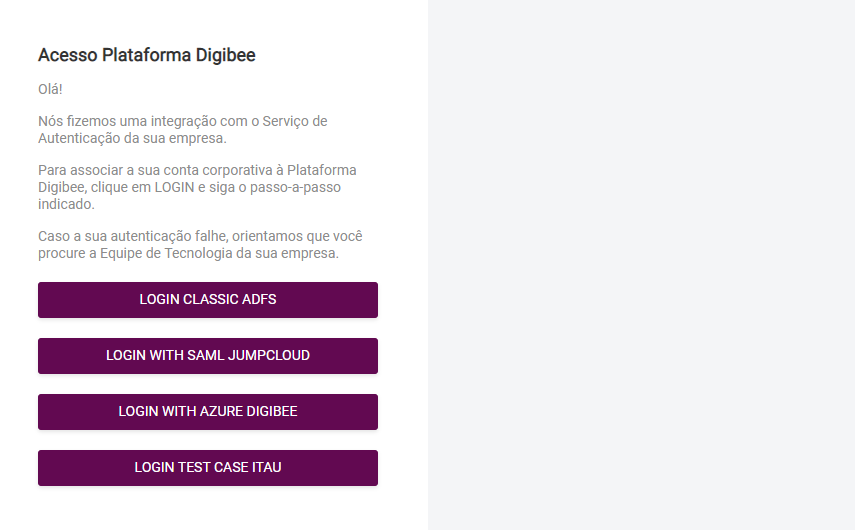 Acesso Plataforma Digibee
Olá!
Nós fizemos uma integração com o Serviço de
Autenticação da sua empresa.
Para associar a sua conta corporativa à Plataforma
Digibee, clique em LOGIN e siga o passo-a-passo
indicado.
Caso a sua autenticação falhe, orientamos que você
procure a Equipe de Tecnologia da sua empresa.
LOGIN CLASSIC ADFS
LOGIN WITH SAML JUMPCLOUD
LOGIN WITH AZURE DIGIBEE
LOGIN TEST CASE ITAU